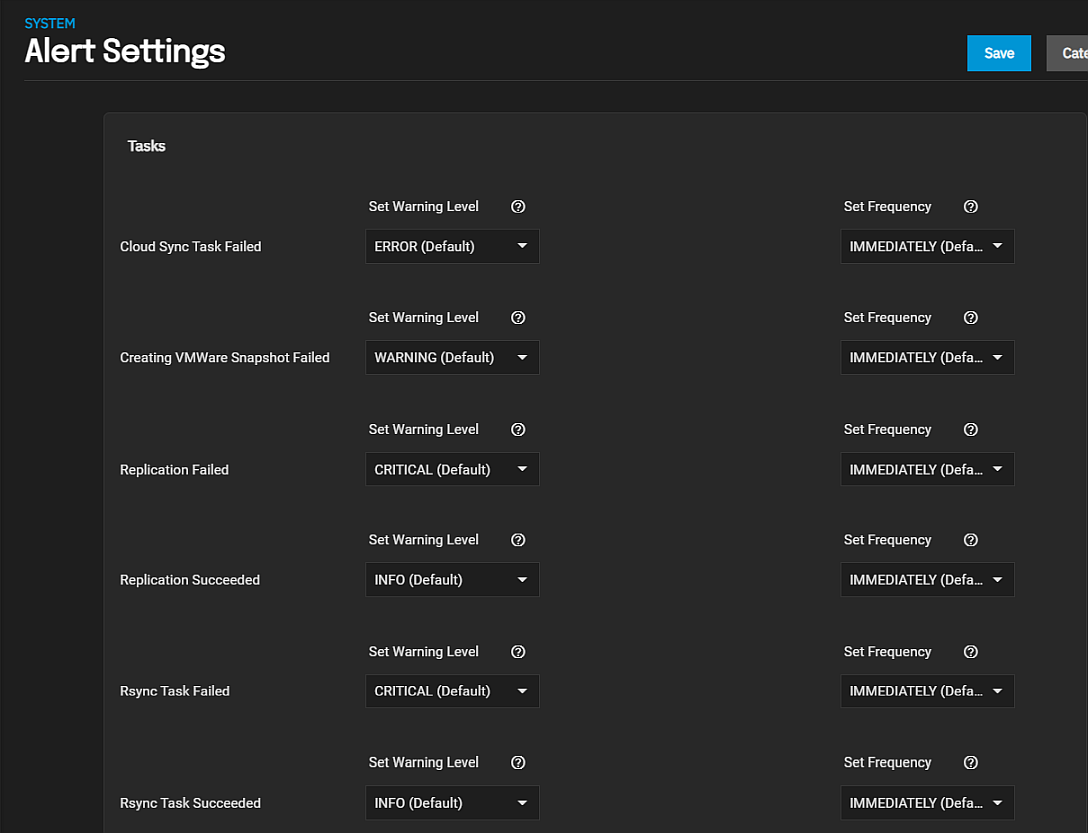 SYSTEM
Alert Settings
Save
Cate
Tasks
Set Warning Level
Set Frequency
Cloud Sync Task Failed
ERROR (Default)
IMMEDIATELY (Defa...
Set Warning Level
Set Frequency
Creating VMWare Snapshot Failed
WARNING (Default)
IMMEDIATELY (Defa...
Set Warning Level
Set Frequency
Replication Failed
CRITICAL (Default)
IMMEDIATELY (Defa...
Set Warning Level
Set Frequency
Replication Succeeded
INFO (Default)
IMMEDIATELY (Defa...
Set Warning Level
Set Frequency
Rsync Task Failed
CRITICAL (Default)
IMMEDIATELY (Defa...
Set Warning Level
Set Frequency
Rsync Task Succeeded
INFO (Default)
IMMEDIATELY (Defa...